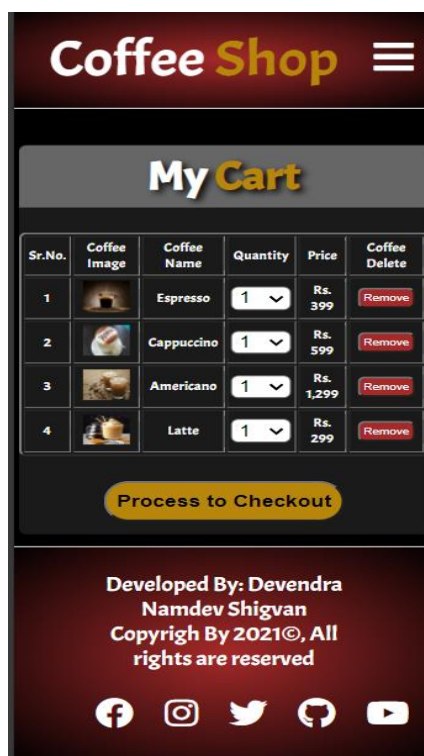 Coffee Shop
My Cart
Sr.No. Coffee Image Coffee Name Quantity Price Coffee Delete
1 Espresso 1 Rs. 399 Remove
2 Cappuccino 1 Rs. 599 Remove
3 Americano 1 Rs. 1,299 Remove
4 Latte 1 Rs. 299 Remove
Process to Checkout
Developed By: Devendra
Namdev Shigvan
Copyrigh By 2021©, All
rights are reserved